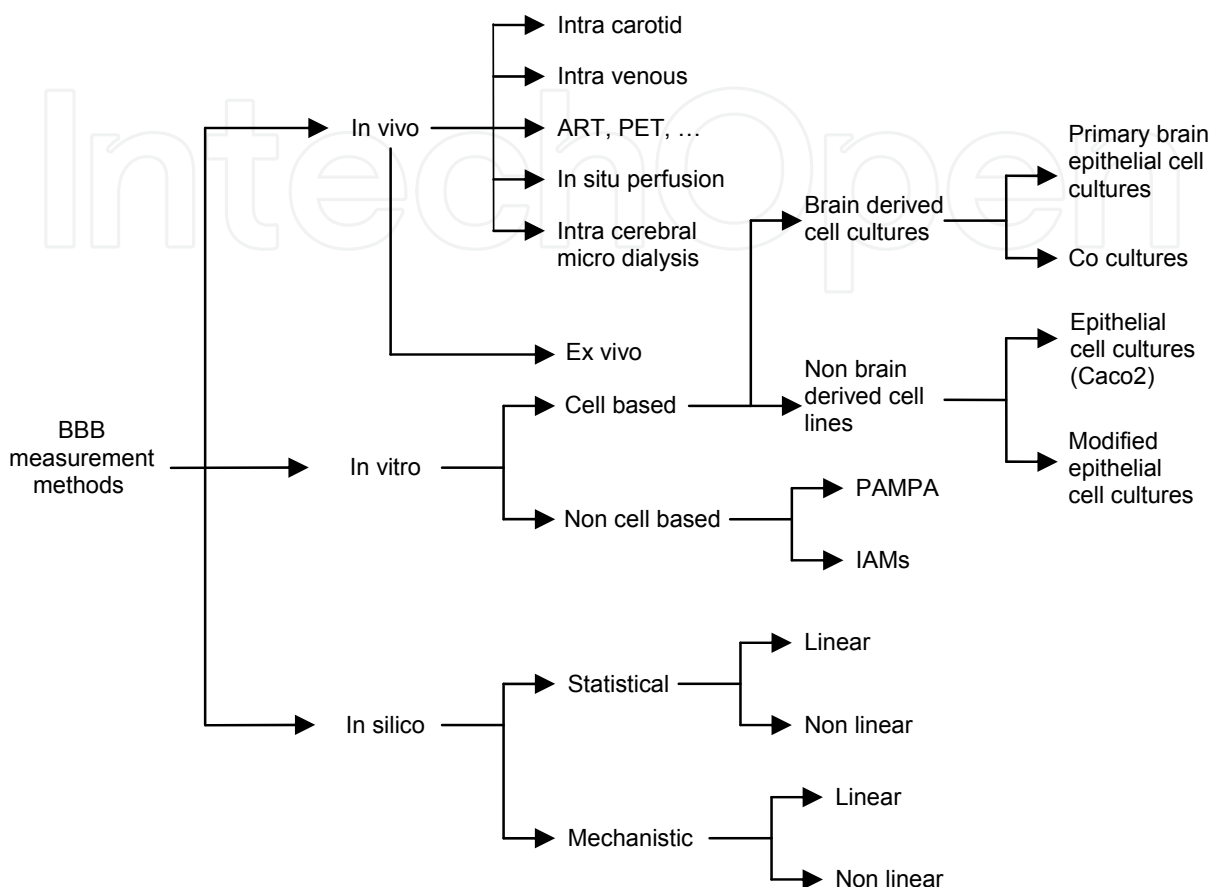 IntechOpen
Intra carotid
Intra venous
In vivo
ART, PET, …
In situ perfusion
Intra cerebral
micro dialysis
Ex vivo
BBB
measurement
methods
In vitro
Cell based
Brain derived
cell cultures
Primary brain
epithelial cell
cultures
Co cultures
Non brain
derived cell
lines
Epithelial
cell cultures
(Caco2)
Modified
epithelial
cell cultures
Non cell based
PAMPA
IAMs
In silico
Statistical
Linear
Non linear
Mechanistic
Linear
Non linear